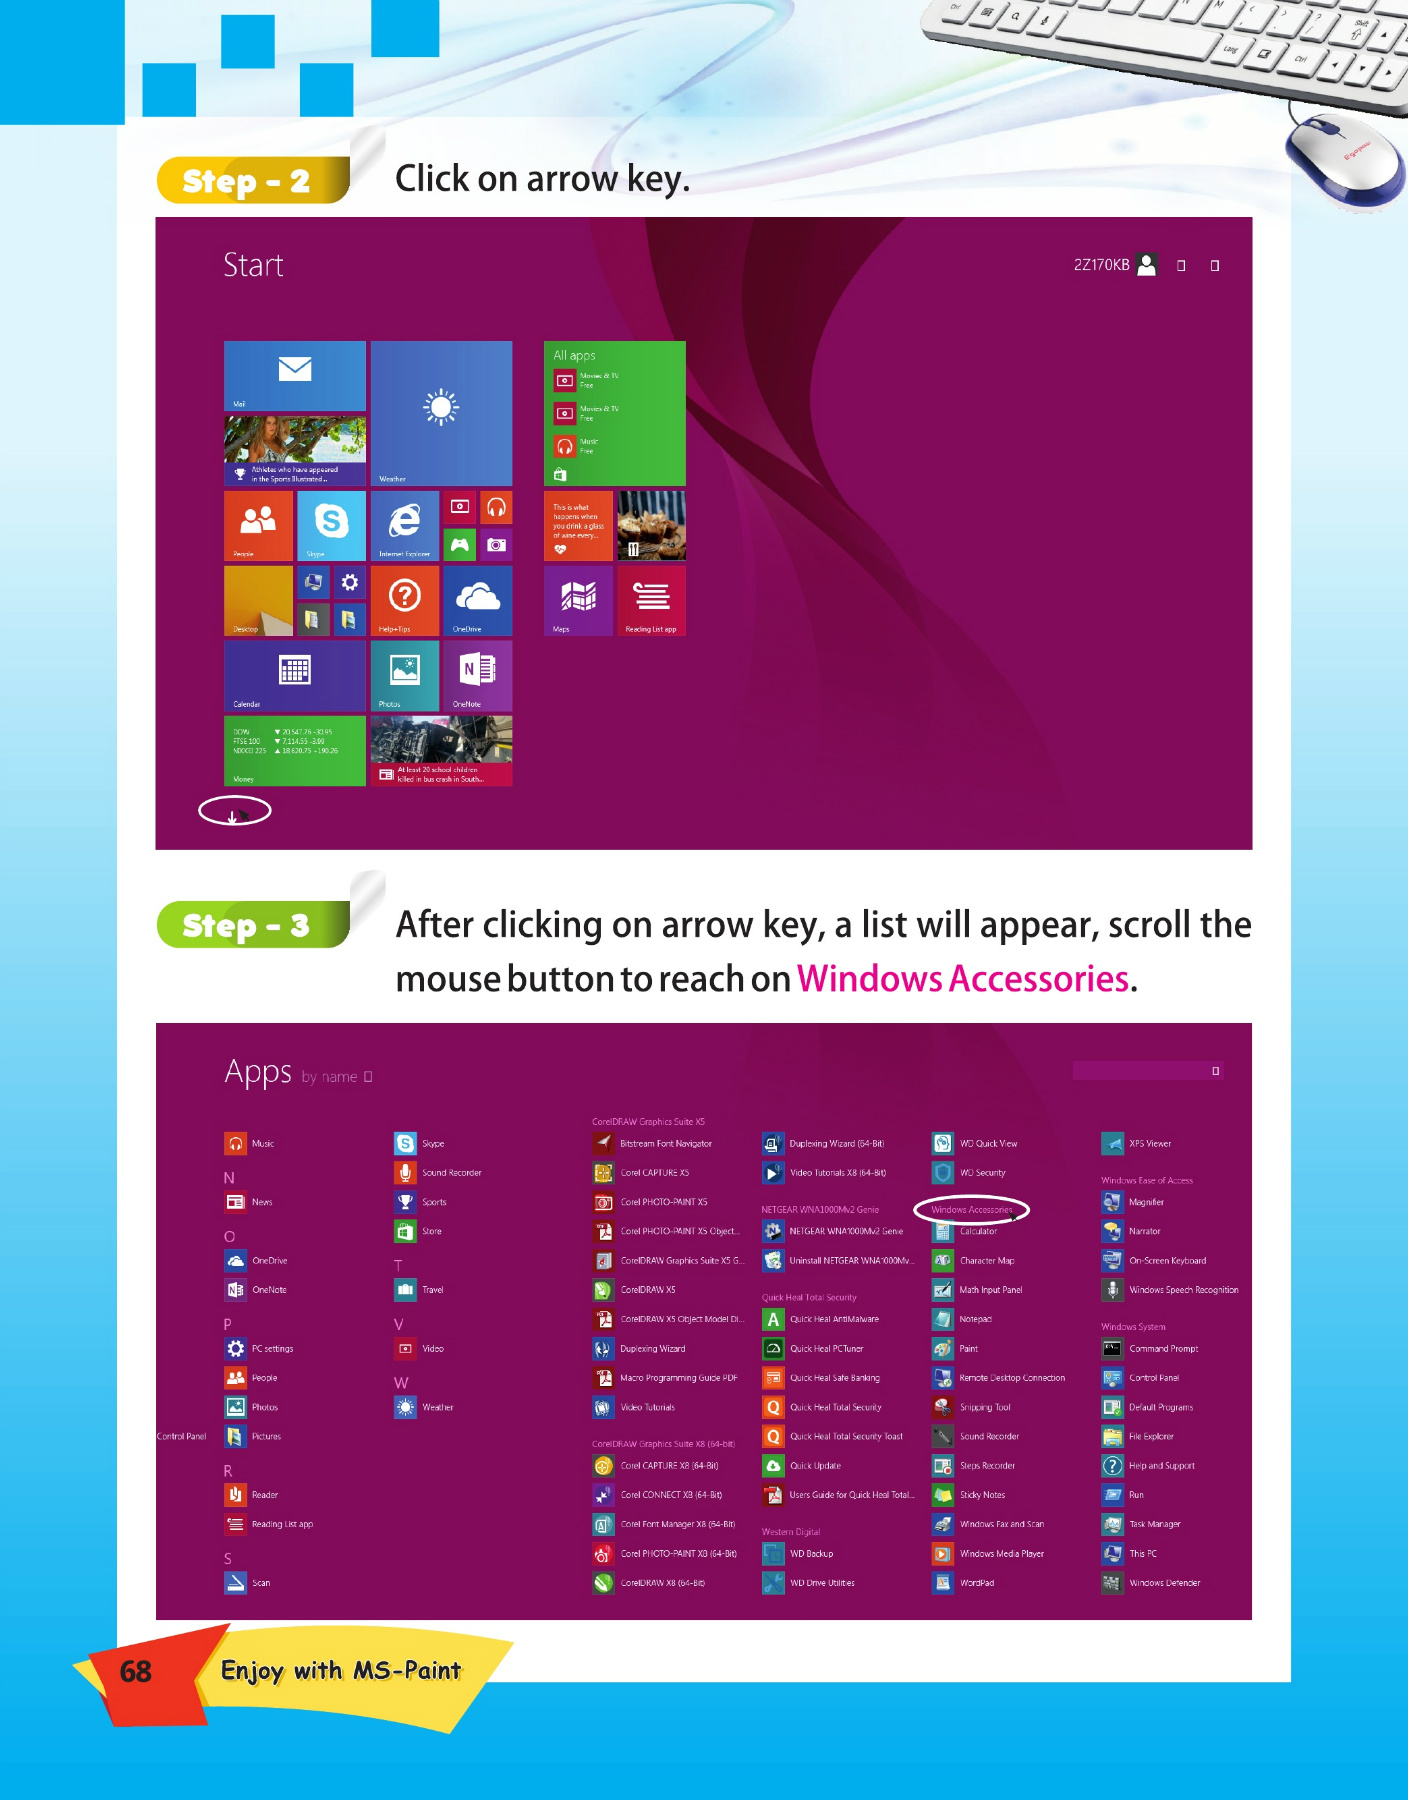 Step - 2
Click on arrow key.
Start
2Z170KB
Mail
Athletes who have appeared
in the Sports Illustrated...
Weather
All apps
Movies & TV
Free
Movies & TV
Free
Music
Free
People
Skype
Internet Explorer
This is what
happens when
you drink a glass
of wine every...
Desktop
Help+Tips
OneDrive
Maps
Reading List app
Calendar
Photos
OneNote
DOW ▼ 20,547.76 -30.95
FTSE 100 ▼ 7,114.55 -3.99
NIKKEI 225 ▲ 18,620.75 +190.26
Money
At least 20 school children
killed in bus crash in South...
Step - 3
After clicking on arrow key, a list will appear, scroll the
mouse button to reach on Windows Accessories.
Apps by name
Music
N
News
O
OneDrive
OneNote
P
PC settings
People
Photos
Control Panel
Pictures
R
Reader
Reading List app
S
Scan
Skype
Sound Recorder
Sports
Store
T
Travel
V
Video
W
Weather
CorelDRAW Graphics Suite X5
Bitstream Font Navigator
Corel CAPTURE X5
Corel PHOTO-PAINT X5
Corel PHOTO-PAINT X5 Object...
CorelDRAW Graphics Suite X5 G...
CorelDRAW X5
CorelDRAW X5 Object Model Di...
Duplexing Wizard
Macro Programming Guide PDF
Video Tutorials
CorelDRAW Graphics Suite X8 (64-bit)
Corel CAPTURE X8 (64-Bit)
Corel CONNECT X8 (64-Bit)
Corel Font Manager X8 (64-Bit)
Corel PHOTO-PAINT X8 (64-Bit)
CorelDRAW X8 (64-Bit)
Duplexing Wizard (64-Bit)
Video Tutorials X8 (64-Bit)
NETGEAR WNA1000Mv2 Genie
NETGEAR WNA1000Mv2 Genie
Uninstall NETGEAR WNA1000Mv...
Quick Heal Total Security
Quick Heal AntiMalware
Quick Heal PCTuner
Quick Heal Safe Banking
Quick Heal Total Security
Quick Heal Total Security Toast
Quick Update
Users Guide for Quick Heal Total...
Western Digital
WD Backup
WD Drive Utilities
WD Quick View
WD Security
Windows Accessories
Calculator
Character Map
Math Input Panel
Notepad
Paint
Remote Desktop Connection
Snipping Tool
Sound Recorder
Steps Recorder
Sticky Notes
Windows Fax and Scan
Windows Media Player
WordPad
XPS Viewer
Windows Ease of Access
Magnifier
Narrator
On-Screen Keyboard
Windows Speech Recognition
Windows System
Command Prompt
Control Panel
Default Programs
File Explorer
Help and Support
Run
Task Manager
This PC
Windows Defender
68
Enjoy with MS-Paint